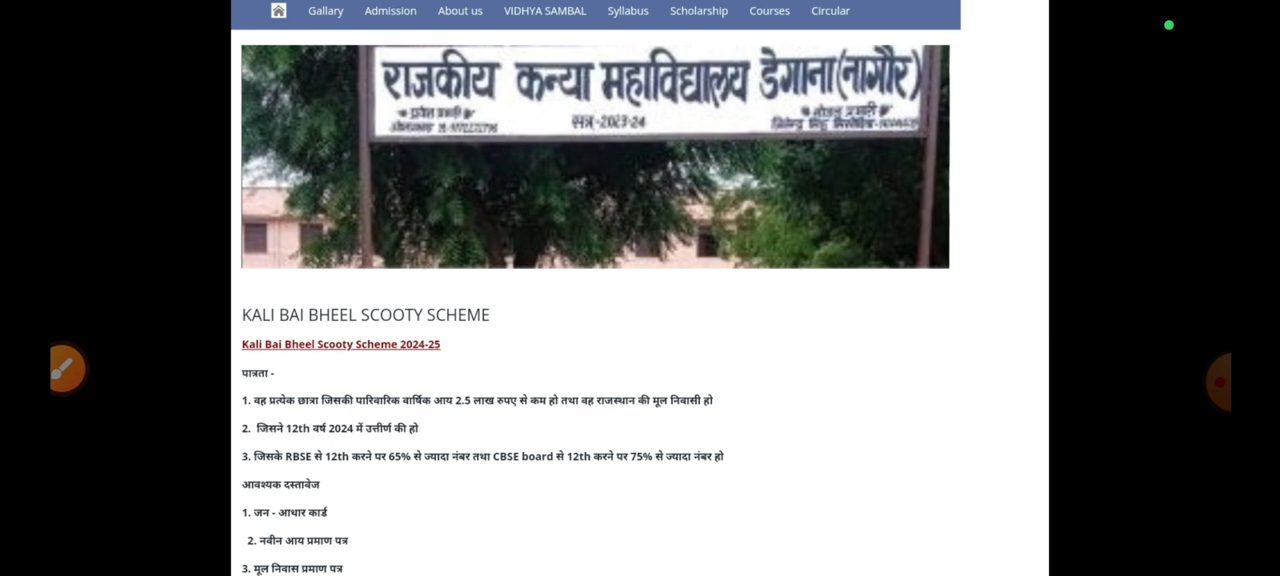 Gallary Admission About us VIDHYA SAMBAL Syllabus Scholarship Courses Circular
राजकीय कन्या महाविद्यालय डेगाना(नागौर)
सत्र-2023-24
KALI BAI BHEEL SCOOTY SCHEME
Kali Bai Bheel Scooty Scheme 2024-25
पात्रता -
1. वह प्रत्येक छात्रा जिसकी पारिवारिक वार्षिक आय 2.5 लाख रुपए से कम हो तथा वह राजस्थान की मूल निवासी हो
2. जिसने 12th वर्ष 2024 में उत्तीर्ण की हो
3. जिसके RBSE से 12th करने पर 65% से ज्यादा नंबर तथा CBSE board से 12th करने पर 75% से ज्यादा नंबर हो
आवश्यक दस्तावेज
1. जन - आधार कार्ड
2. नवीन आय प्रमाण पत्र
3. मूल निवास प्रमाण पत्र